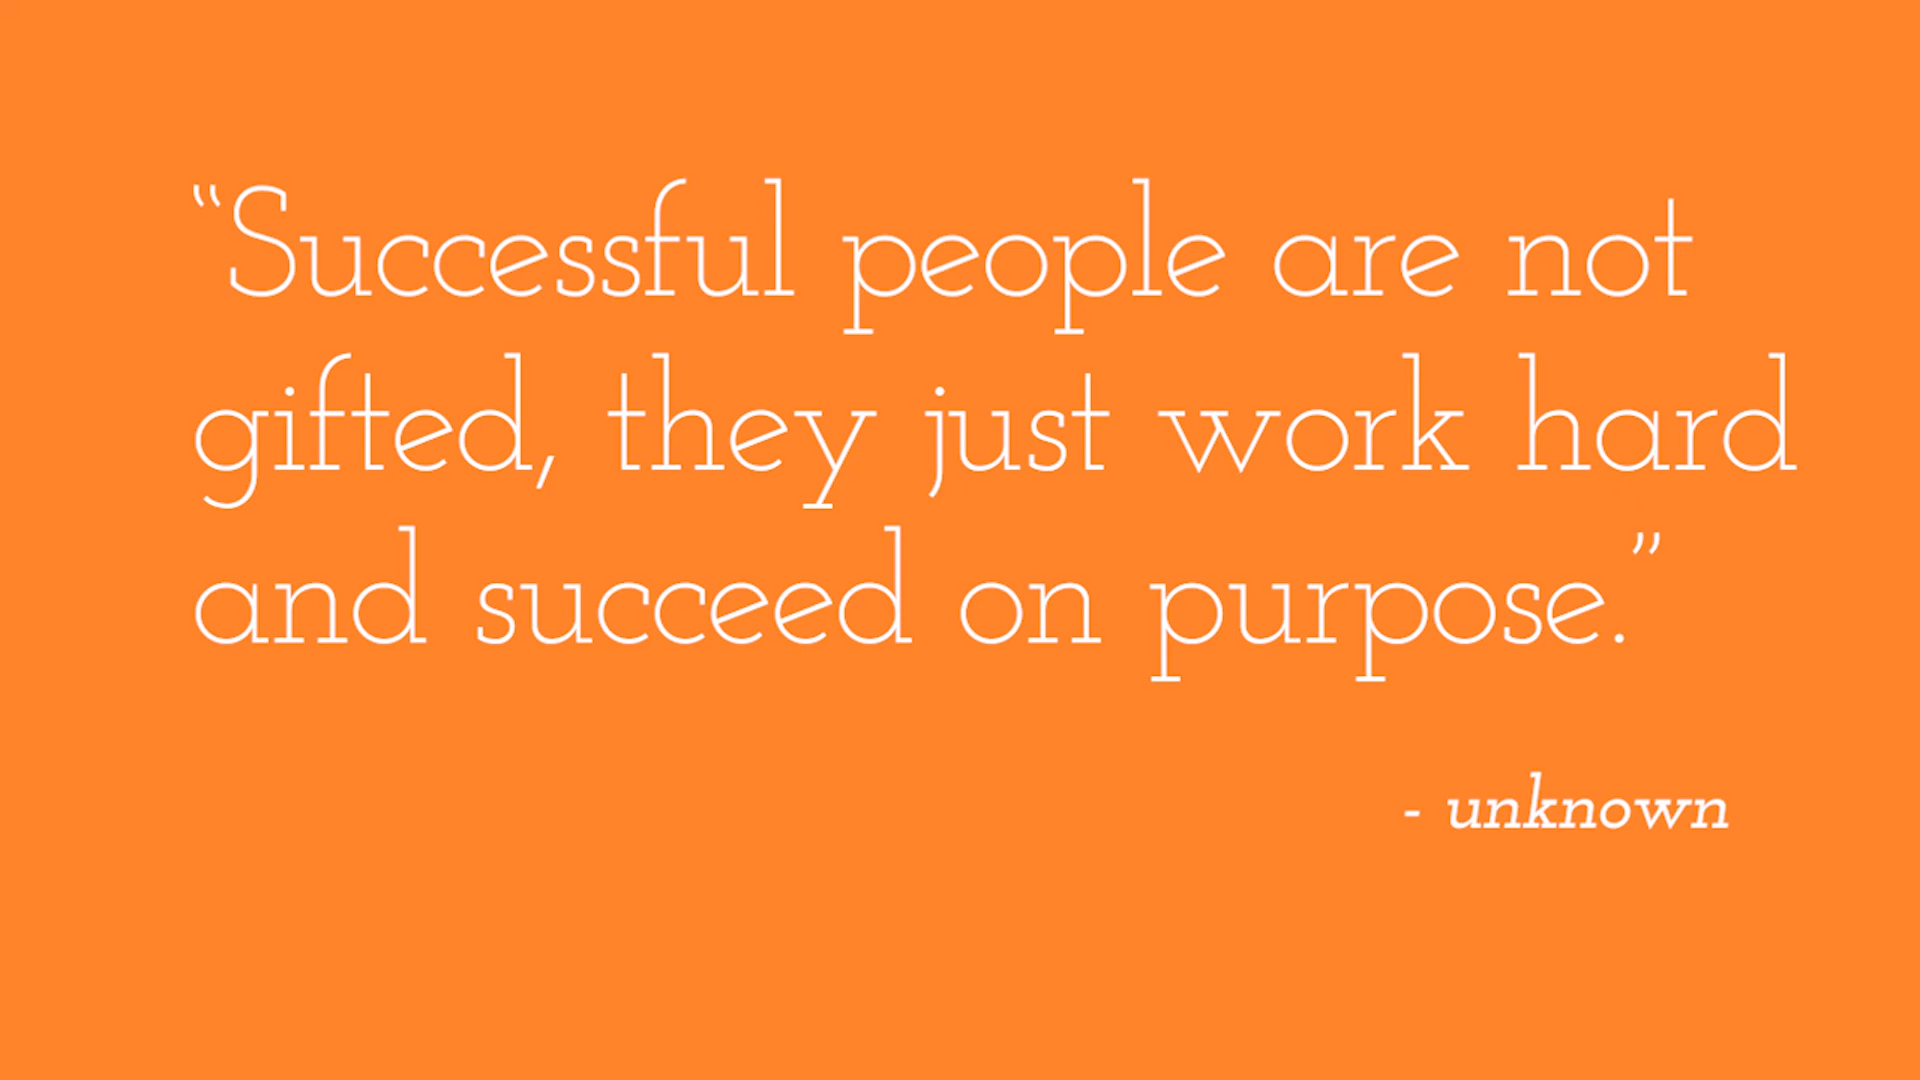 “Successful people are not
gifted, they just work hard
and succeed on purpose.”
- unknown